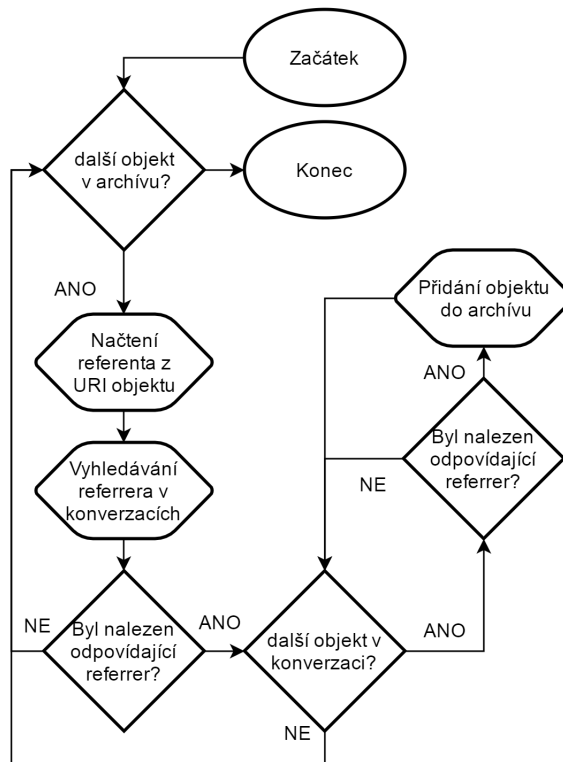 Začátek
další objekt
v archívu?
Konec
ANO
Načtení
referenta z
URI objektu
Přidání objektu
do archívu
ANO
Vyhledávání
referrera v
konverzacích
Byl nalezen
odpovídající
referrer?
NE
NE
Byl nalezen
odpovídající
referrer?
ANO
další objekt v
konverzaci?
ANO
NE